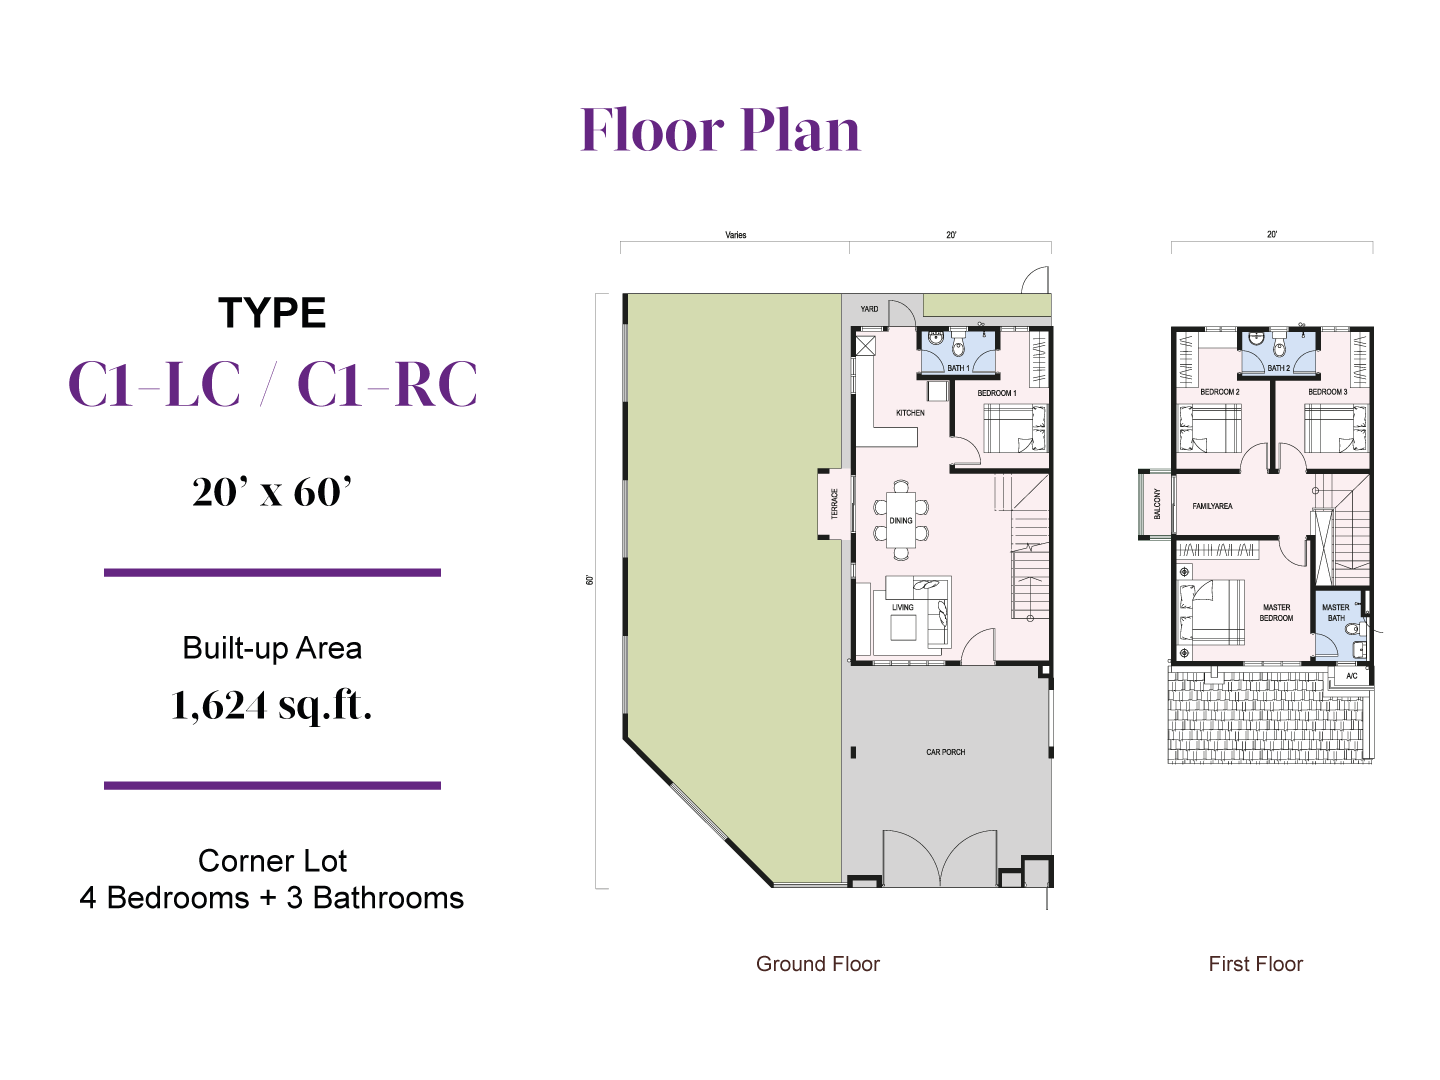 Floor Plan
TYPE
C1-LC / C1-RC
20’ x 60’
Built-up Area
1,624 sq.ft.
Corner Lot
4 Bedrooms + 3 Bathrooms
Varies
20'
60'
YARD
BATH 1
BEDROOM 1
KITCHEN
TERRACE
DINING
LIVING
CAR PORCH
Ground Floor
20'
BATH 2
BEDROOM 2
BEDROOM 3
BALCONY
FAMILYAREA
MASTER
BEDROOM
MASTER
BATH
A/C
First Floor